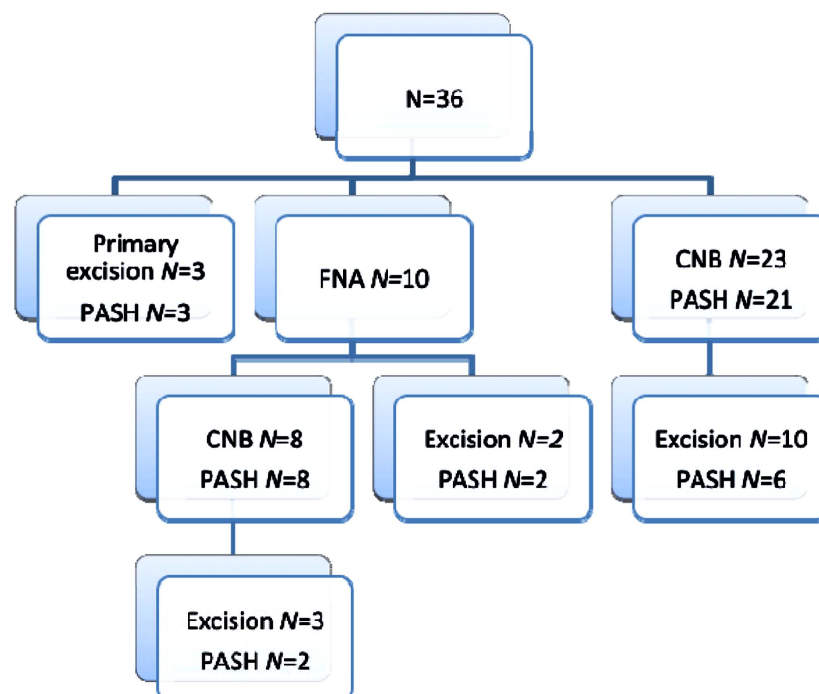 N=36
Primary
excision N=3
PASH N=3
FNA N=10
CNB N=23
PASH N=21
CNB N=8
PASH N=8
Excision N=2
PASH N=2
Excision N=10
PASH N=6
Excision N=3
PASH N=2